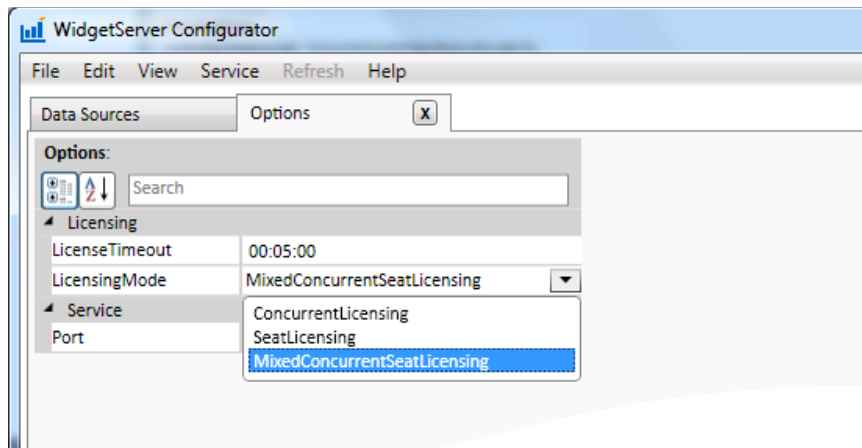 WidgetServer Configurator
File Edit View Service Refresh Help
Data Sources Options X
Options:
A Z Search
Licensing
LicenseTimeout 00:05:00
LicensingMode MixedConcurrentSeatLicensing
Service ConcurrentLicensing
Port SeatLicensing
MixedConcurrentSeatLicensing